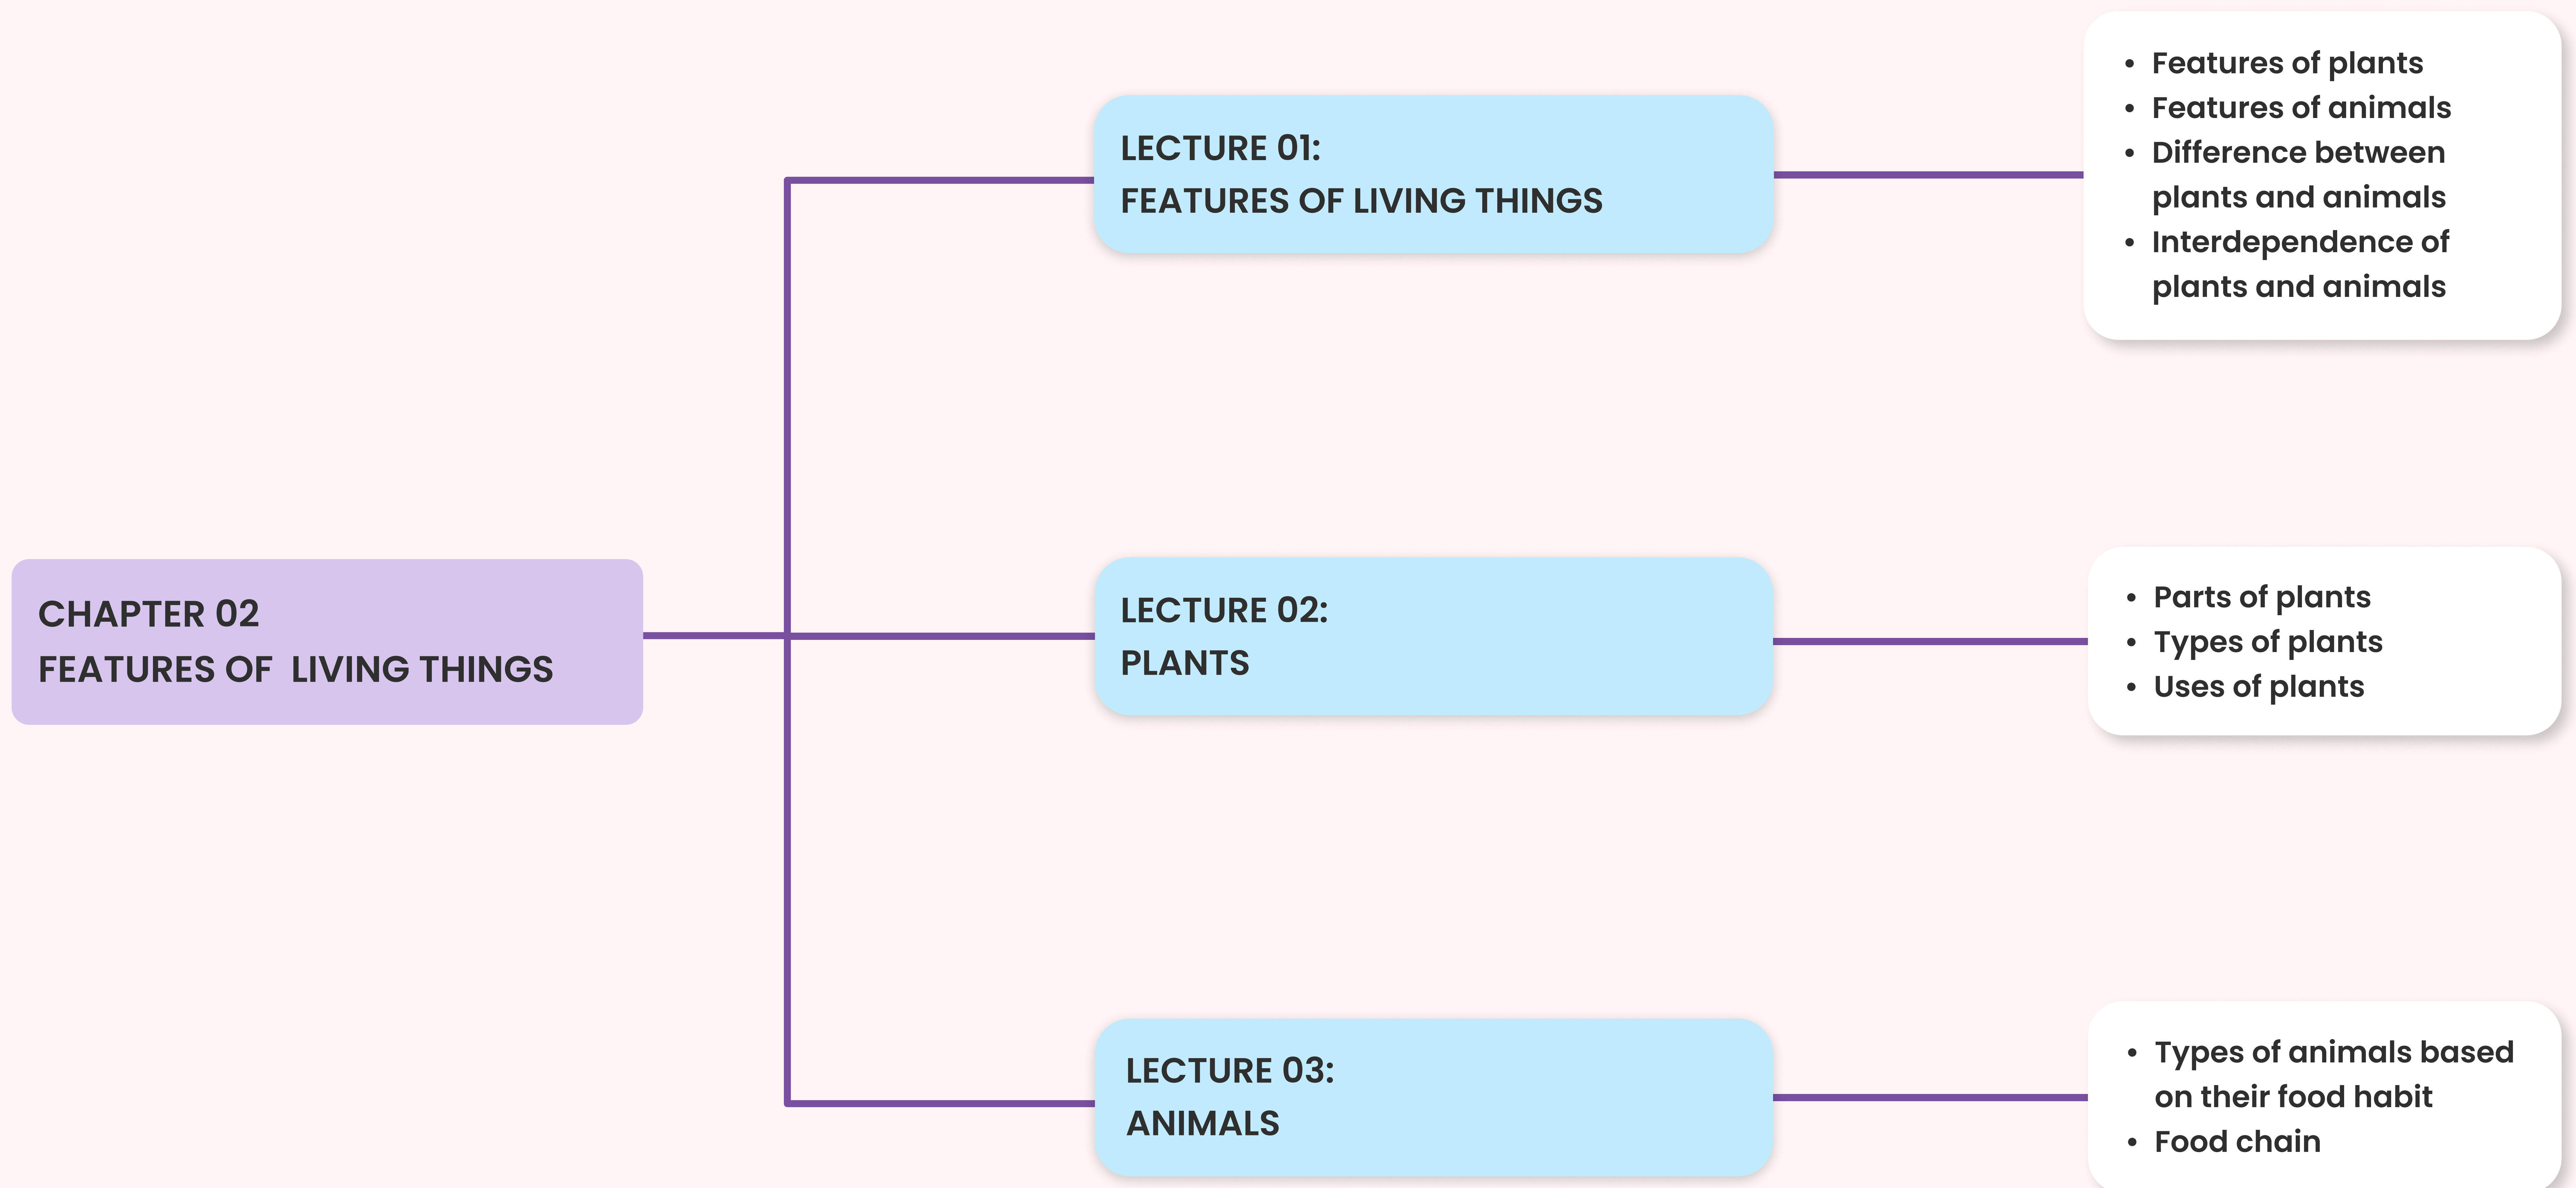 CHAPTER 02
FEATURES OF  LIVING THINGS
LECTURE 01:
FEATURES OF LIVING THINGS
• Features of plants
• Features of animals
• Difference between
plants and animals
• Interdependence of
plants and animals
LECTURE 02:
PLANTS
• Parts of plants
• Types of plants
• Uses of plants
LECTURE 03:
ANIMALS
• Types of animals based
on their food habit
• Food chain